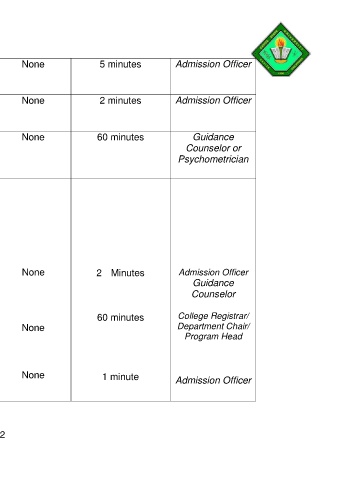 None 5 minutes Admission Officer
None 2 minutes Admission Officer
None 60 minutes Guidance
Counselor or
Psychometrician
None 2 Minutes Admission Officer
Guidance
Counselor
60 minutes College Registrar/
None Department Chair/
Program Head
None 1 minute Admission Officer
2